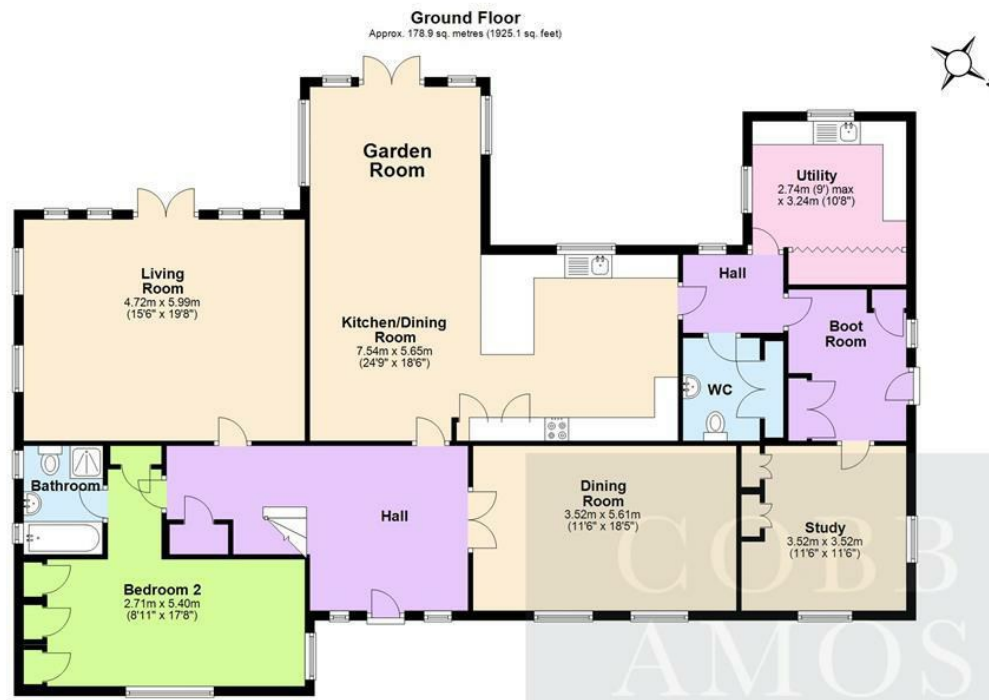 Ground Floor
Approx. 178.9 sq. metres (1925.1 sq. feet)
Garden
Room
Utility
2.74m (9') max
x 3.24m (10'8")
Living
Room
4.72m x 5.99m
(15'6" x 19'8")
Hall
Kitchen/Dining
Room
7.54m x 5.65m
(24'9" x 18'6")
Boot
Room
WC
Bathroom
Hall
Dining
Room
3.52m x 5.61m
(11'6" x 18'5")
Study
3.52m x 3.52m
(11'6" x 11'6")
Bedroom 2
2.71m x 5.40m
(8'11" x 17'8")
COBB
AMOS